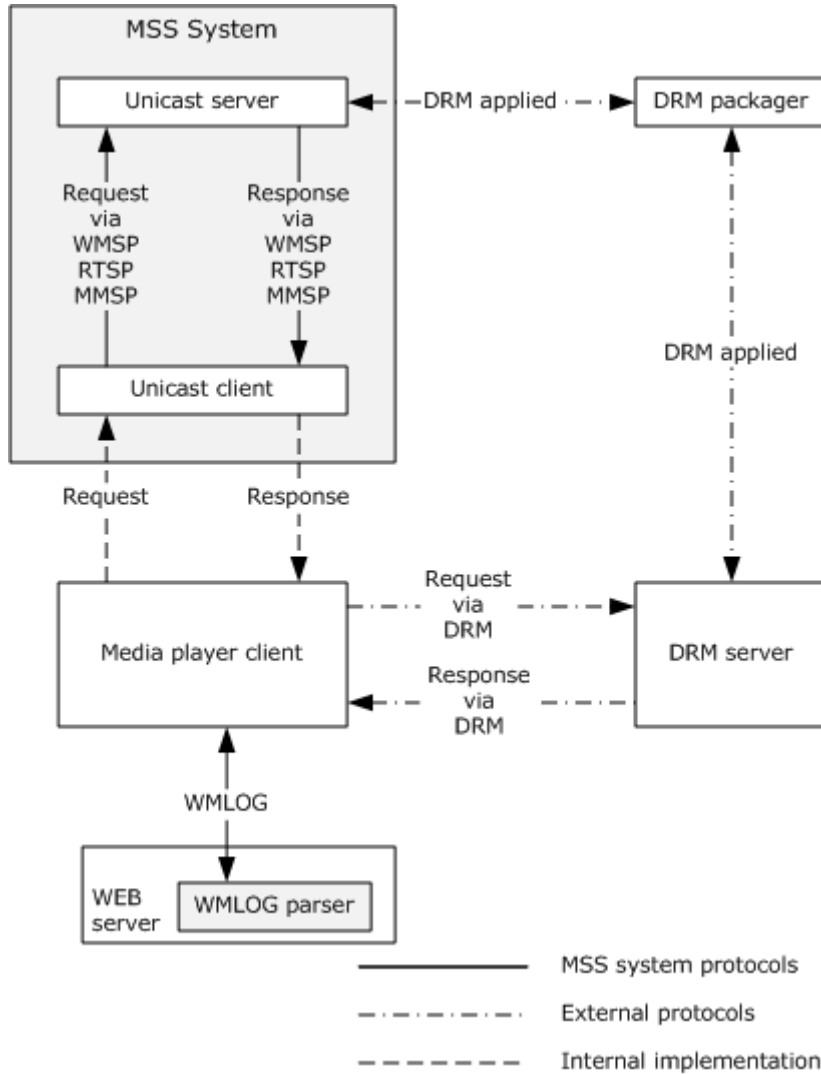 MSS System
Unicast server
DRM applied
DRM packager
Request
via
WMSP
RTSP
MMSP
Response
via
WMSP
RTSP
MMSP
DRM applied
Unicast client
Request
Response
Media player client
Request
via
DRM
Response
via
DRM
DRM server
WMLOG
WEB
server
WMLOG parser
MSS system protocols
External protocols
Internal implementation